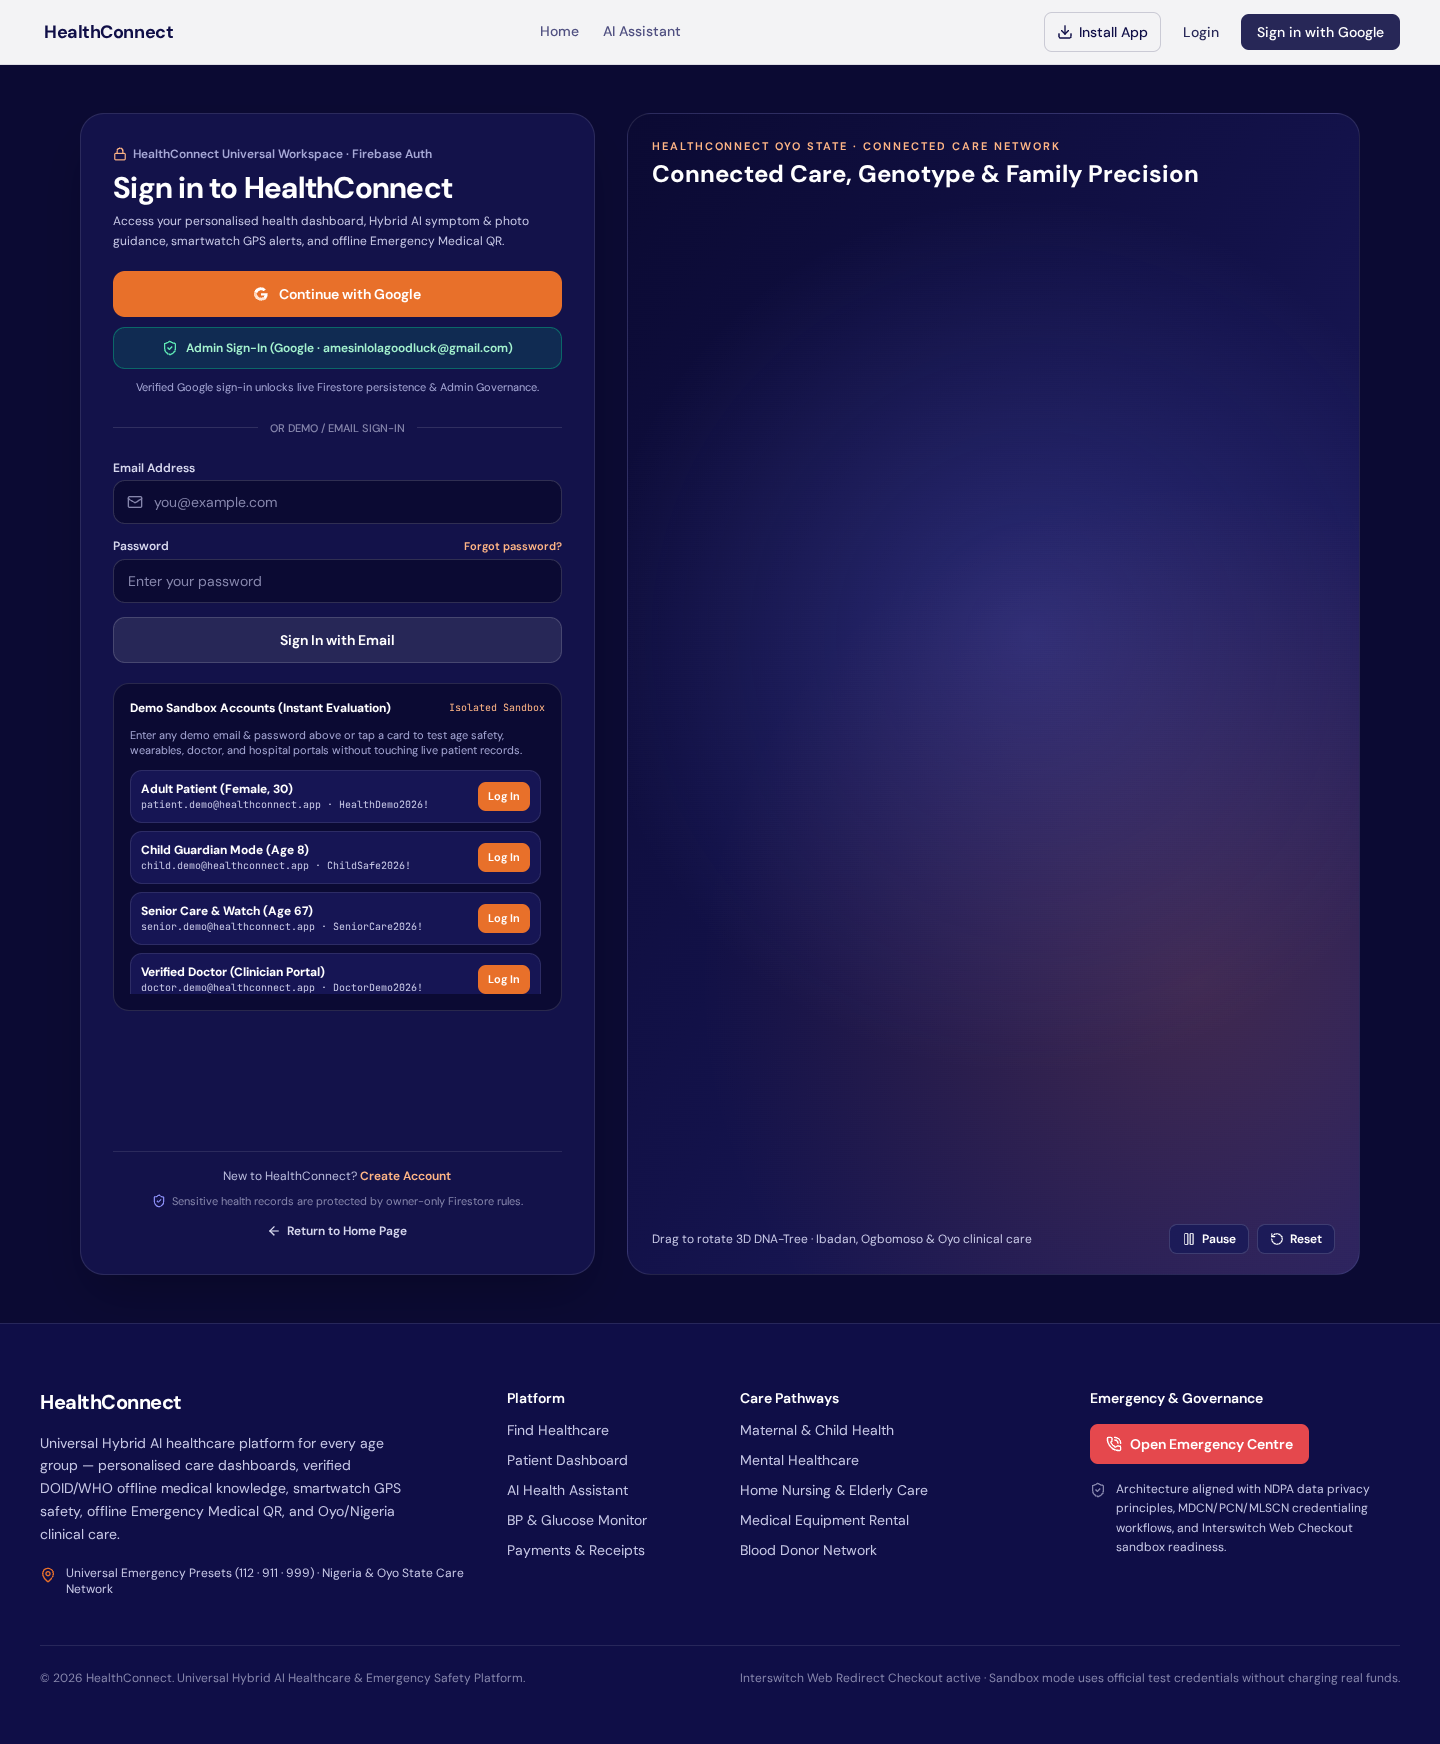 HealthConnect
Home
AI Assistant
Install App
Login
Sign in with Google
HealthConnect Universal Workspace · Firebase Auth
Sign in to HealthConnect
Access your personalised health dashboard, Hybrid AI symptom & photo
guidance, smartwatch GPS alerts, and offline Emergency Medical QR.
Continue with Google
Admin Sign-In (Google · amesinlolagoodluck@gmail.com)
Verified Google sign-in unlocks live Firestore persistence & Admin Governance.
OR DEMO / EMAIL SIGN-IN
Email Address
you@example.com
Password
Forgot password?
Enter your password
Sign In with Email
Demo Sandbox Accounts (Instant Evaluation)
Isolated Sandbox
Enter any demo email & password above or tap a card to test age safety,
wearables, doctor, and hospital portals without touching live patient records.
Adult Patient (Female, 30)
patient.demo@healthconnect.app · HealthDemo2026!
Log In
Child Guardian Mode (Age 8)
child.demo@healthconnect.app · ChildSafe2026!
Log In
Senior Care & Watch (Age 67)
senior.demo@healthconnect.app · SeniorCare2026!
Log In
Verified Doctor (Clinician Portal)
doctor.demo@healthconnect.app · DoctorDemo2026!
Log In
New to HealthConnect? Create Account
Sensitive health records are protected by owner-only Firestore rules.
Return to Home Page
HEALTHCONNECT OYO STATE · CONNECTED CARE NETWORK
Connected Care, Genotype & Family Precision
Drag to rotate 3D DNA-Tree · Ibadan, Ogbomoso & Oyo clinical care
Pause
Reset
HealthConnect
Universal Hybrid AI healthcare platform for every age
group — personalised care dashboards, verified
DOID/WHO offline medical knowledge, smartwatch GPS
safety, offline Emergency Medical QR, and Oyo/Nigeria
clinical care.
Universal Emergency Presets (112 · 911 · 999) · Nigeria & Oyo State Care
Network
Platform
Find Healthcare
Patient Dashboard
AI Health Assistant
BP & Glucose Monitor
Payments & Receipts
Care Pathways
Maternal & Child Health
Mental Healthcare
Home Nursing & Elderly Care
Medical Equipment Rental
Blood Donor Network
Emergency & Governance
Open Emergency Centre
Architecture aligned with NDPA data privacy
principles, MDCN/PCN/MLSCN credentialing
workflows, and Interswitch Web Checkout
sandbox readiness.
© 2026 HealthConnect. Universal Hybrid AI Healthcare & Emergency Safety Platform.
Interswitch Web Redirect Checkout active · Sandbox mode uses official test credentials without charging real funds.